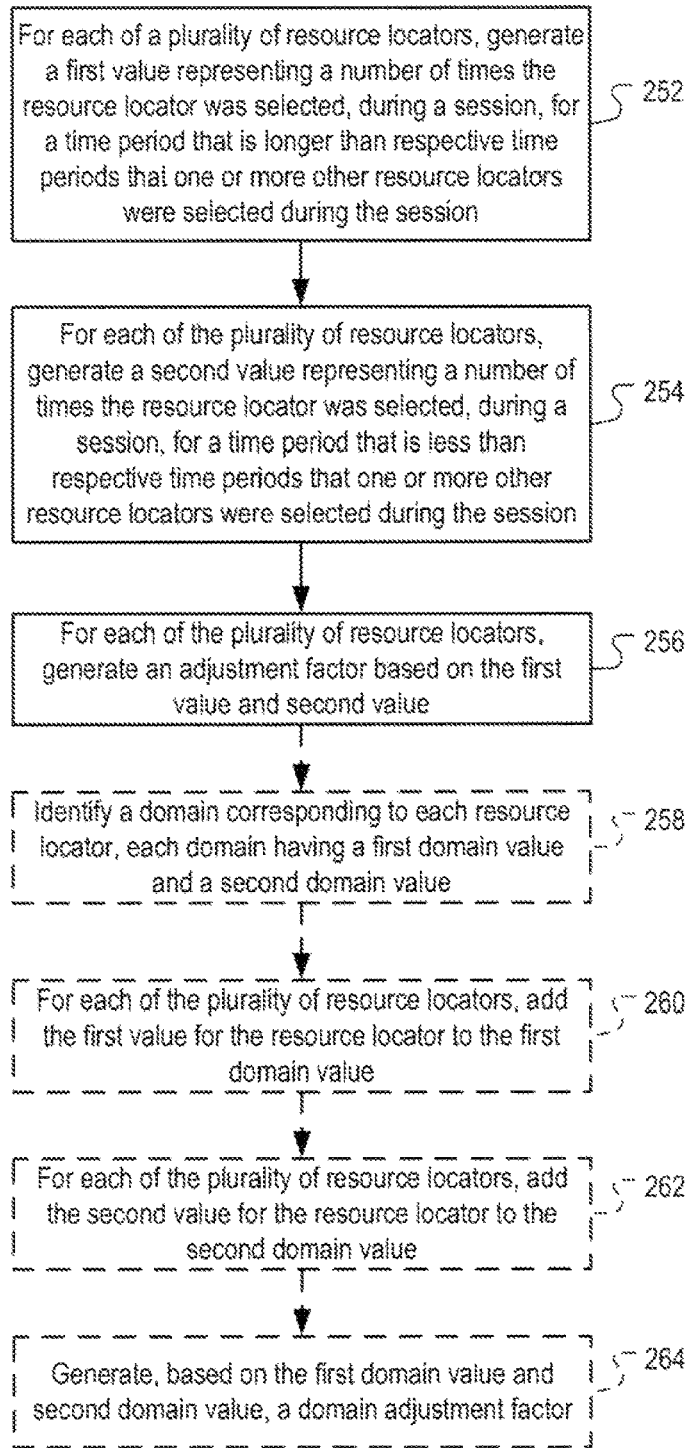 For each of a plurality of resource locators, generate
a first value representing a number of times the
resource locator was selected, during a session, for
a time period that is longer than respective time
periods that one or more other resource locators
were selected during the session
252
For each of the plurality of resource locators,
generate a second value representing a number of
times the resource locator was selected, during a
session, for a time period that is less than
respective time periods that one or more other
resource locators were selected during the session
254
For each of the plurality of resource locators,
generate an adjustment factor based on the first
value and second value
256
Identify a domain corresponding to each resource
locator, each domain having a first domain value
and a second domain value
258
For each of the plurality of resource locators, add
the first value for the resource locator to the first
domain value
260
For each of the plurality of resource locators, add
the second value for the resource locator to the
second domain value
262
Generate, based on the first domain value and
second domain value, a domain adjustment factor
264